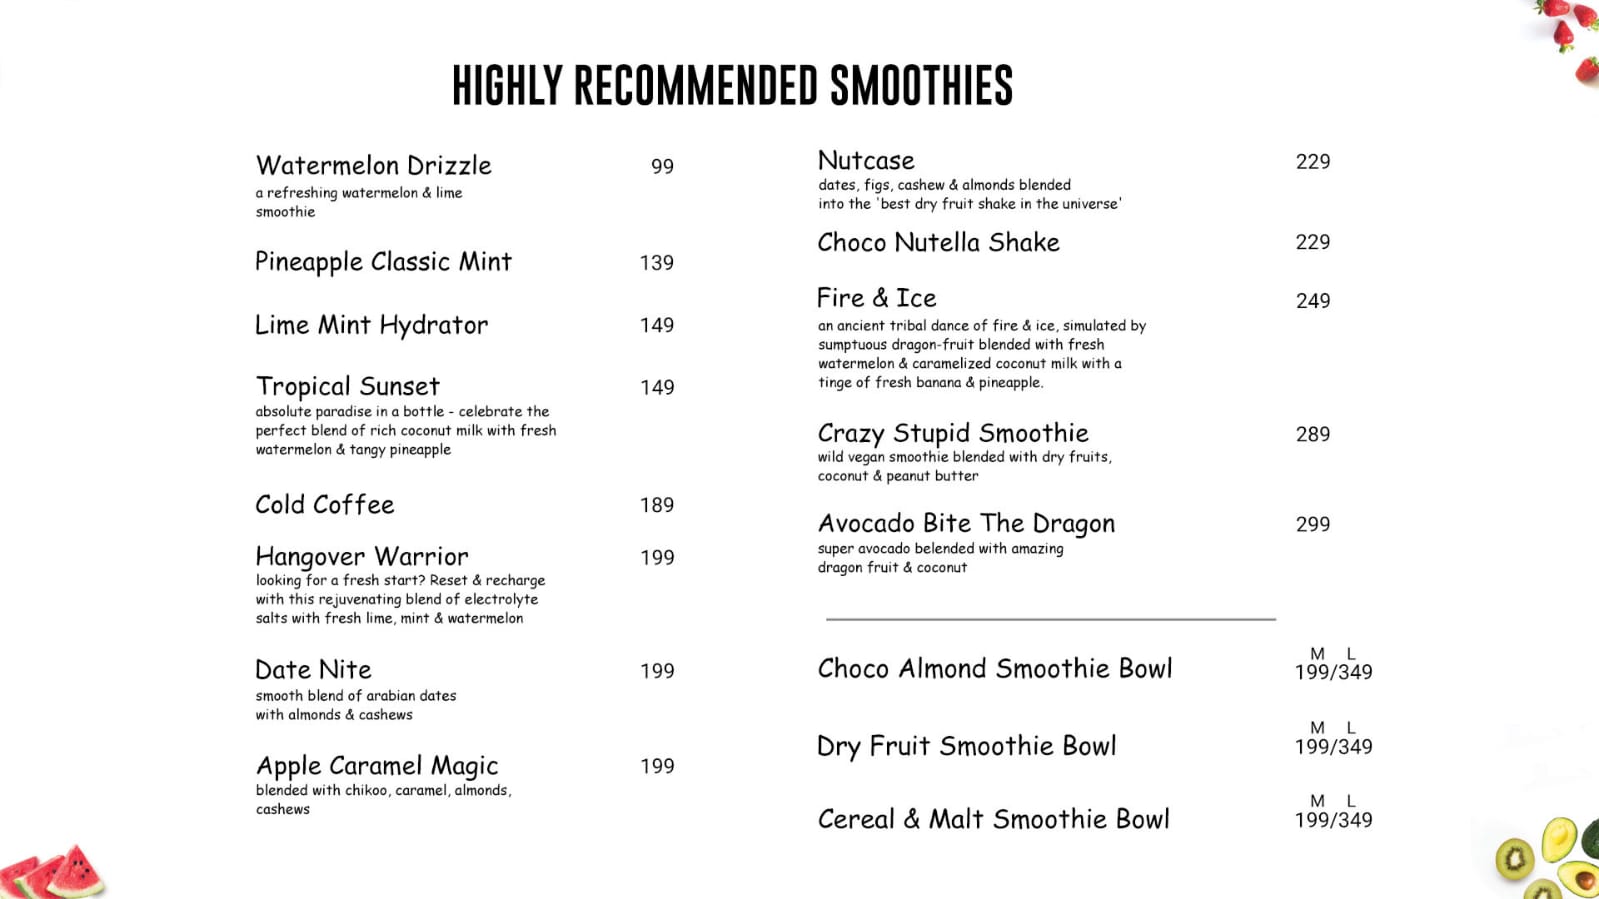 HIGHLY RECOMMENDED SMOOTHIES
Watermelon Drizzle 99
a refreshing watermelon & lime
smoothie
Pineapple Classic Mint 139
Lime Mint Hydrator 149
Tropical Sunset 149
absolute paradise in a bottle - celebrate the
perfect blend of rich coconut milk with fresh
watermelon & tangy pineapple
Cold Coffee 189
Hangover Warrior 199
looking for a fresh start? Reset & recharge
with this rejuvenating blend of electrolyte
salts with fresh lime, mint & watermelon
Date Nite 199
smooth blend of arabian dates
with almonds & cashews
Apple Caramel Magic 199
blended with chikoo, caramel, almonds,
cashews
Nutcase 229
dates, figs, cashew & almonds blended
into the 'best dry fruit shake in the universe'
Choco Nutella Shake 229
Fire & Ice 249
an ancient tribal dance of fire & ice, simulated by
sumptuous dragon-fruit blended with fresh
watermelon & caramelized coconut milk with a
tinge of fresh banana & pineapple.
Crazy Stupid Smoothie 289
wild vegan smoothie blended with dry fruits,
coconut & peanut butter
Avocado Bite The Dragon 299
super avocado belended with amazing
dragon fruit & coconut
M L
Choco Almond Smoothie Bowl 199/349
M L
Dry Fruit Smoothie Bowl 199/349
M L
Cereal & Malt Smoothie Bowl 199/349